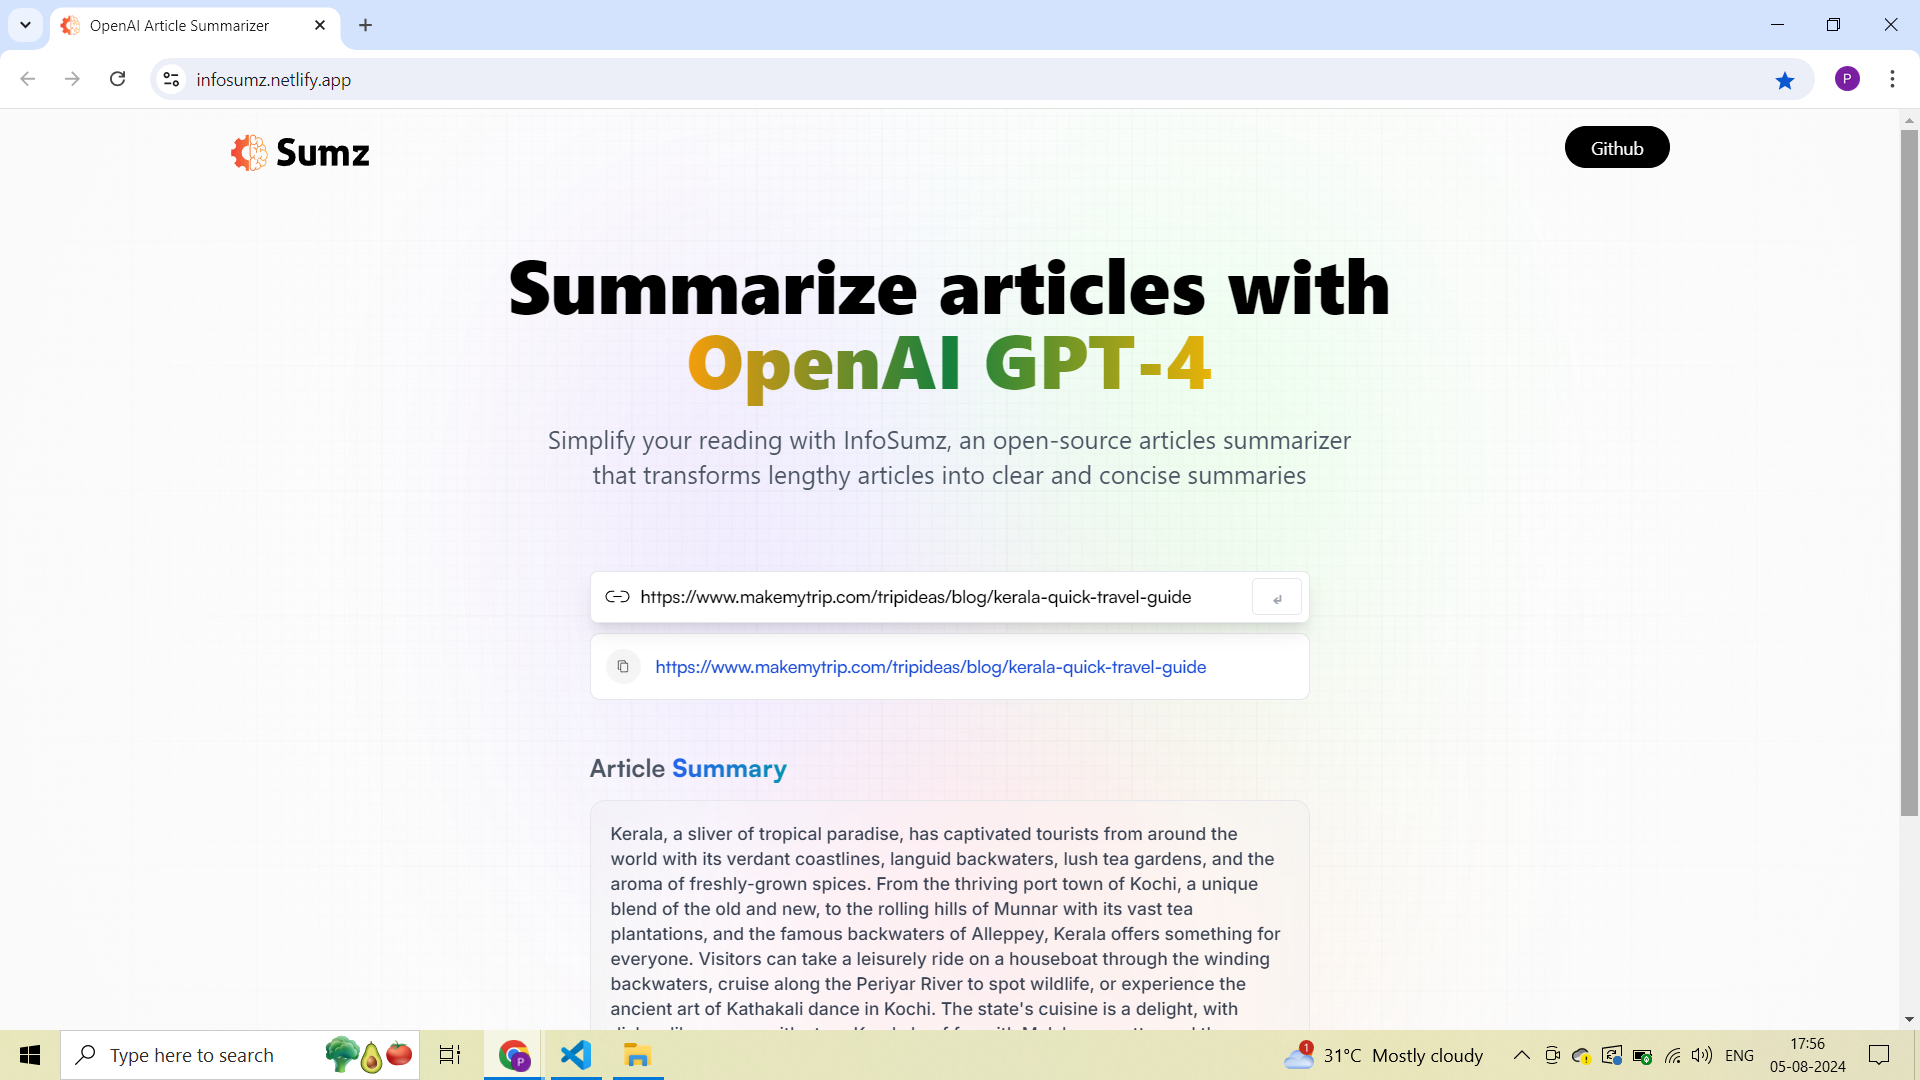 OpenAI Article Summarizer
infosumz.netlify.app
P
Sumz
Github
Summarize articles with
OpenAI GPT-4
Simplify your reading with InfoSumz, an open-source articles summarizer
that transforms lengthy articles into clear and concise summaries
https://www.makemytrip.com/tripideas/blog/kerala-quick-travel-guide
https://www.makemytrip.com/tripideas/blog/kerala-quick-travel-guide
Article Summary
Kerala, a sliver of tropical paradise, has captivated tourists from around the
world with its verdant coastlines, languid backwaters, lush tea gardens, and the
aroma of freshly-grown spices. From the thriving port town of Kochi, a unique
blend of the old and new, to the rolling hills of Munnar with its vast tea
plantations, and the famous backwaters of Alleppey, Kerala offers something for
everyone. Visitors can take a leisurely ride on a houseboat through the winding
backwaters, cruise along the Periyar River to spot wildlife, or experience the
ancient art of Kathakali dance in Kochi. The state's cuisine is a delight, with
Type here to search
P
1
31°C Mostly cloudy
ENG
17:56
05-08-2024